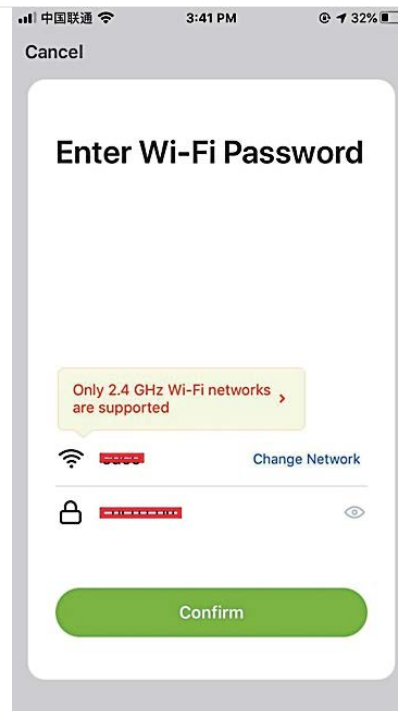 中国联通 3:41 PM 32%
Cancel
Enter Wi-Fi Password
Only 2.4 GHz Wi-Fi networks
are supported
Change Network
Confirm